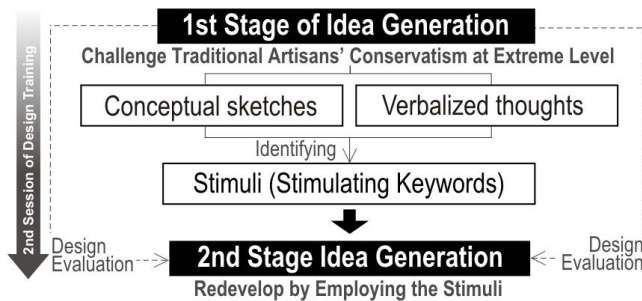 1st Stage of Idea Generation
Challenge Traditional Artisans' Conservatism at Extreme Level
Conceptual sketches
Verbalized thoughts
Identifying
Stimuli (Stimulating Keywords)
2nd Session of Design Training
Design
Evaluation
2nd Stage Idea Generation
Design
Evaluation
Redevelop by Employing the Stimuli